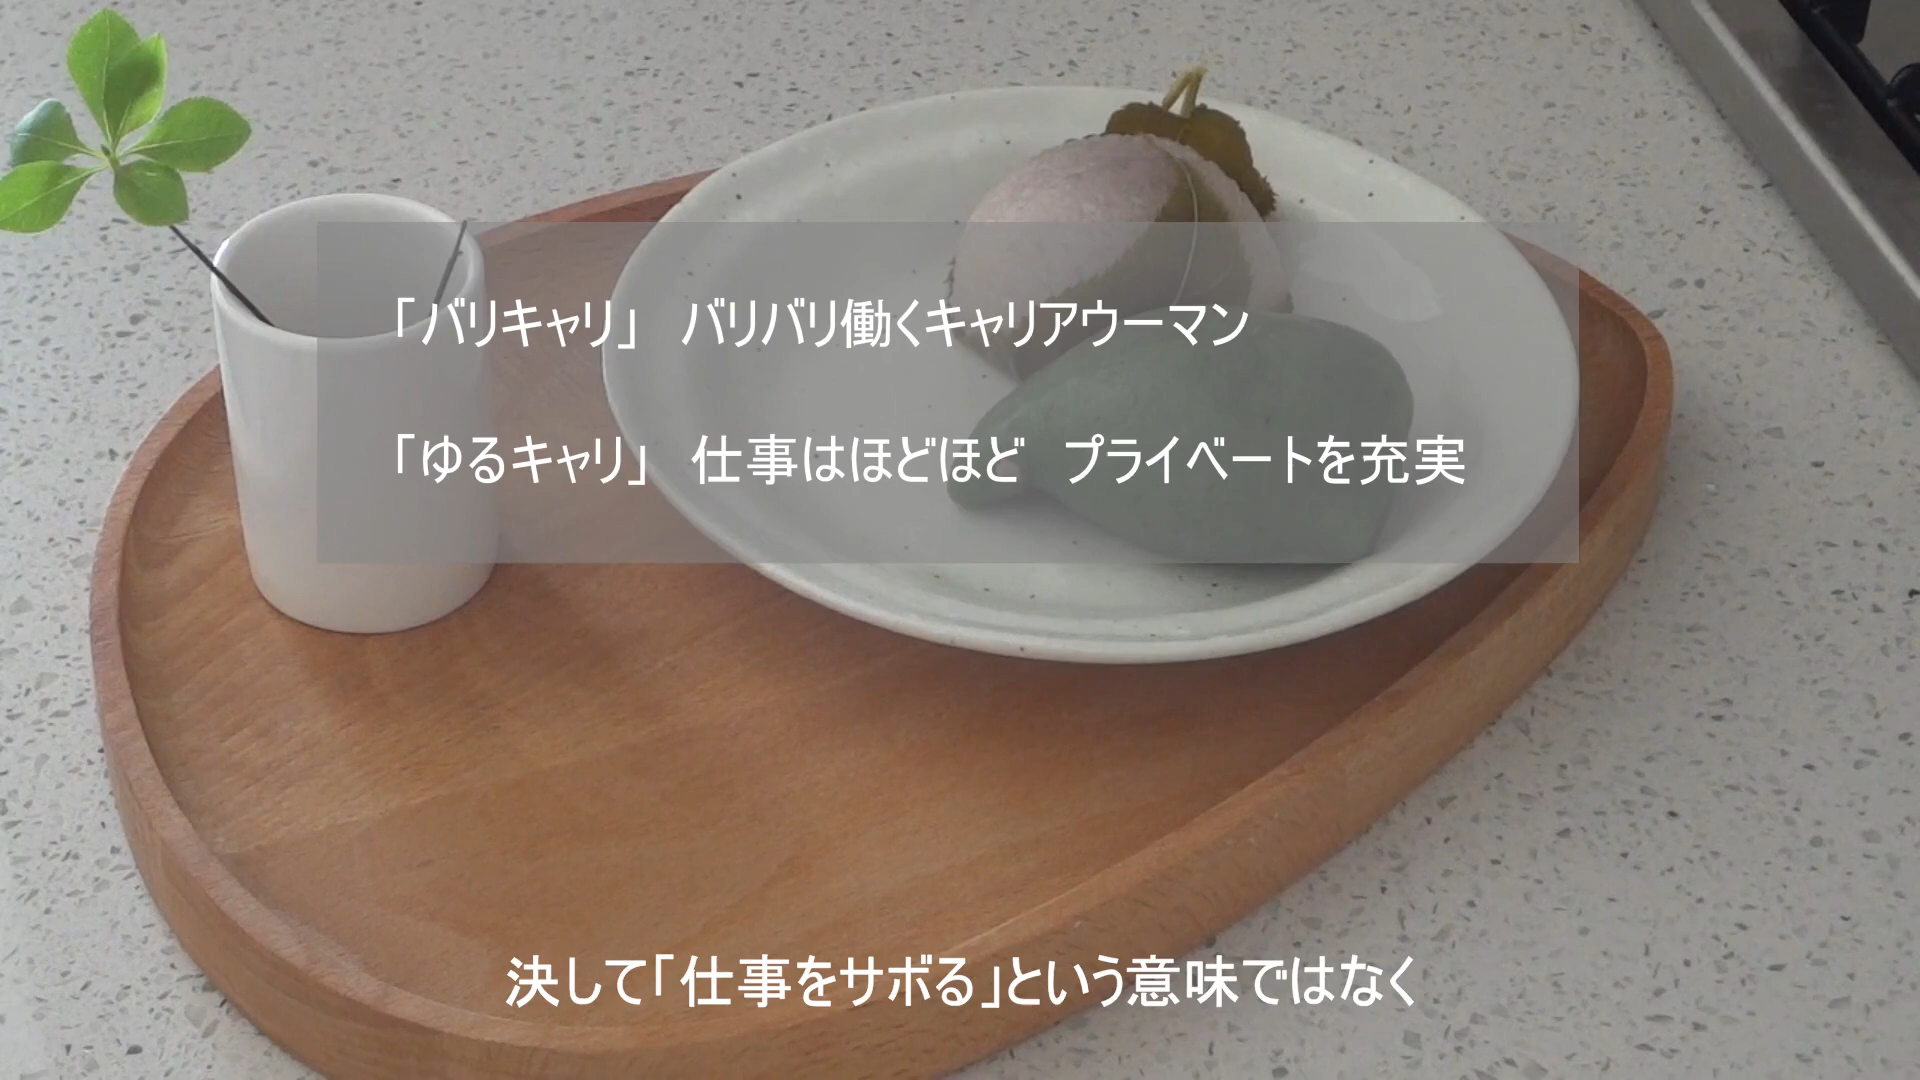 「バリキャリ」　バリバリ働くキャリアウーマン
「ゆるキャリ」　仕事はほどほど　プライベートを充実
決して「仕事をサボる」という意味ではなく